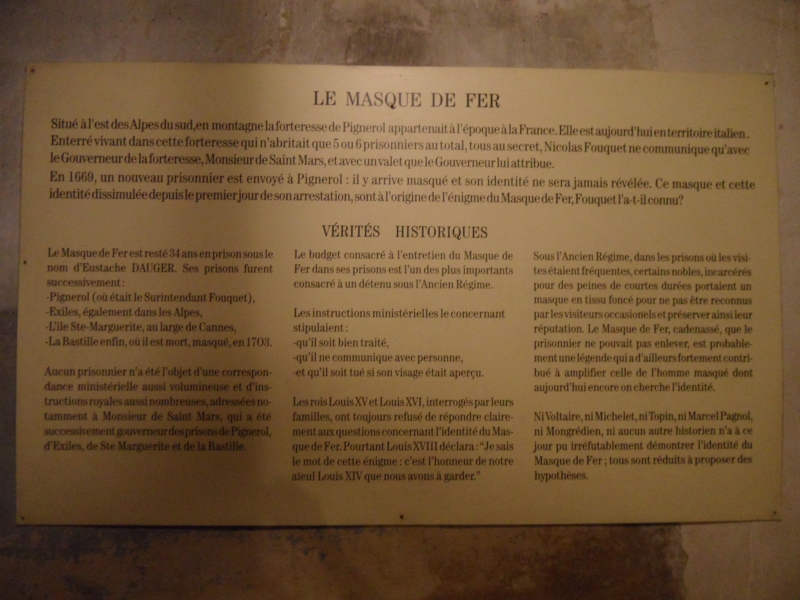 LE MASQUE DE FER
Situé à l'est des Alpes du sud, en montagne la forteresse de Pignerol appartenait à l'époque à la France. Elle est aujourd'hui en territoire italien.
Enterré vivant dans cette forteresse qui n'abritait que 5 ou 6 prisonniers au total, tous au secret, Nicolas Fouquet ne communique qu'avec
le Gouverneur de la forteresse, Monsieur de Saint Mars, et avec un valet que le Gouverneur lui attribue.
En 1669, un nouveau prisonnier est envoyé à Pignerol : il y arrive masqué et son identité ne sera jamais révélée. Ce masque et cette
identité dissimulée depuis le premier jour de son arrestation, sont à l'origine de l'énigme du Masque de Fer, Fouquet l'a-t-il connu?
VÉRITÉS HISTORIQUES
Le Masque de Fer est resté 34 ans en prison sous le
nom d'Eustache DAUGER. Ses prisons furent
successivement :
-Pignerol (où était le Surintendant Fouquet),
-Exiles, également dans les Alpes,
-L'île Ste-Marguerite, au large de Cannes,
-La Bastille enfin, où il est mort, masqué, en 1703.
Aucun prisonnier n'a été l'objet d'une correspon-
dance ministérielle aussi volumineuse et d'ins-
tructions royales aussi nombreuses, adressées no-
tamment à Monsieur de Saint Mars, qui a été
successivement gouverneur des prisons de Pignerol,
d'Exiles, de Ste Marguerite et de la Bastille.
Le budget consacré à l'entretien du Masque de
Fer dans ses prisons est l'un des plus importants
consacré à un détenu sous l'Ancien Régime.
Les instructions ministérielles le concernant
stipulaient :
-qu'il soit bien traité,
-qu'il ne communique avec personne,
-et qu'il soit tué si son visage était aperçu.
Les rois Louis XV et Louis XVI, interrogés par leurs
familles, ont toujours refusé de répondre claire-
ment aux questions concernant l'identité du Mas-
que de Fer. Pourtant Louis XVIII déclara : "Je sais
le mot de cette énigme : c'est l'honneur de notre
aïeul Louis XIV que nous avons à garder."
Sous l'Ancien Régime, dans les prisons où les visi-
tes étaient fréquentes, certains nobles, incarcérés
pour des peines de courtes durées portaient un
masque en tissu foncé pour ne pas être reconnus
par les visiteurs occasionels et préserver ainsi leur
réputation. Le Masque de Fer, cadenassé, que le
prisonnier ne pouvait pas enlever, est probable-
ment une légende qui a d'ailleurs fortement contri-
bué à amplifier celle de l'homme masqué dont
aujourd'hui encore on cherche l'identité.
Ni Voltaire, ni Michelet, ni Topin, ni Marcel Pagnol,
ni Mongrédien, ni aucun autre historien n'a à ce
jour pu irréfutablement démontrer l'identité du
Masque de Fer ; tous sont réduits à proposer des
hypothèses.